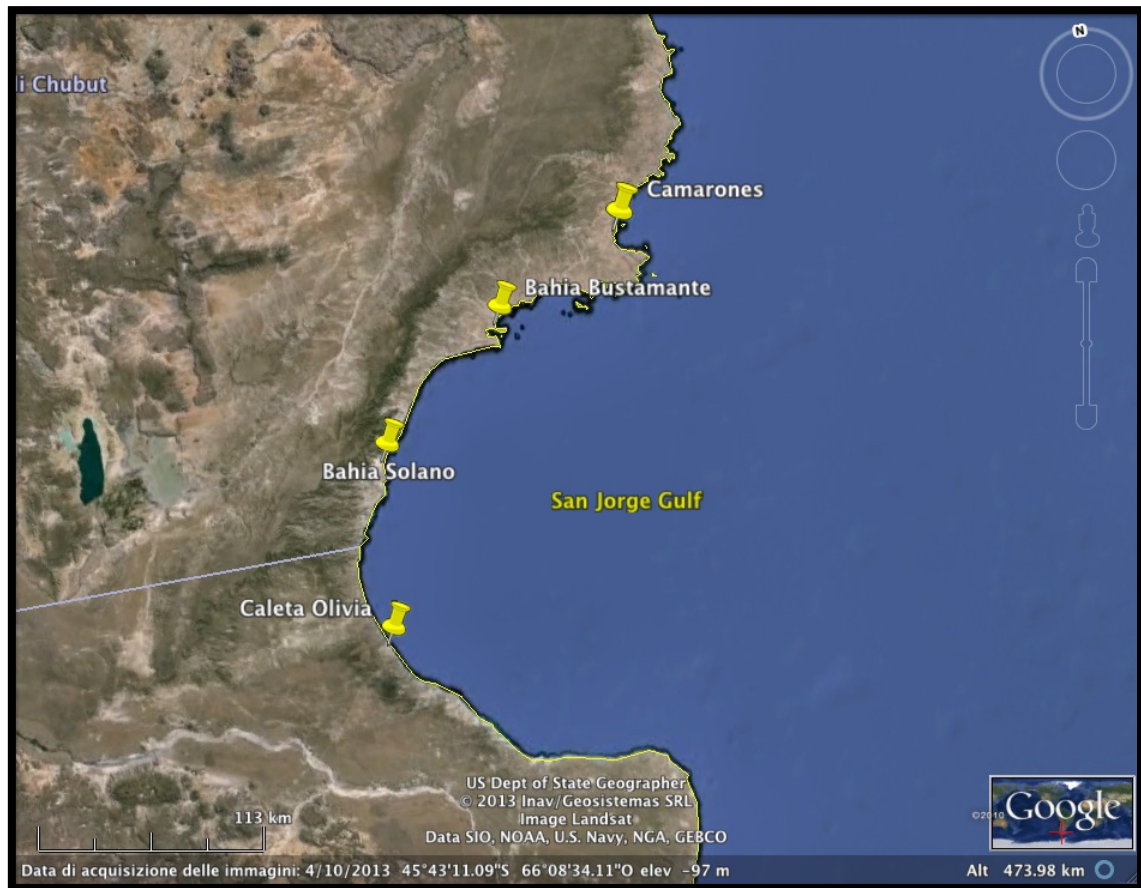 N
li Chubut
Camarones
Bahia Bustamante
Bahia Solano
San Jorge Gulf
Caleta Olivia
US Dept of State Geographer
© 2013 Inav/Geosistemas SRL
Image Landsat
Data SIO, NOAA, U.S. Navy, NGA, GEBCO
113 km
©2010 Google
Data di acquisizione delle immagini: 4/10/2013 45°43'11.09"S 66°08'34.11"O elev -97 m
Alt 473.98 km